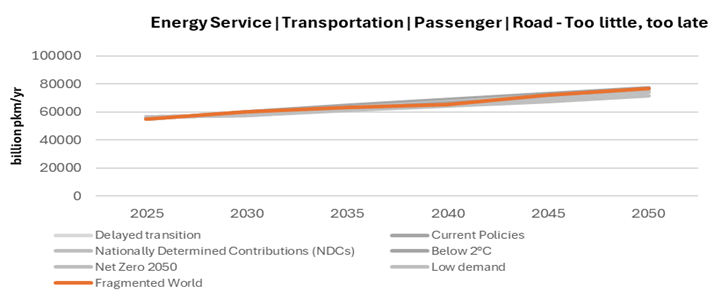 Energy Service | Transportation | Passenger | Road - Too little, too late
billion pkm/yr
100000
80000
60000
40000
20000
0
2025 2030 2035 2040 2045 2050
Delayed transition Current Policies
Nationally Determined Contributions (NDCs) Below 2°C
Net Zero 2050 Low demand
Fragmented World